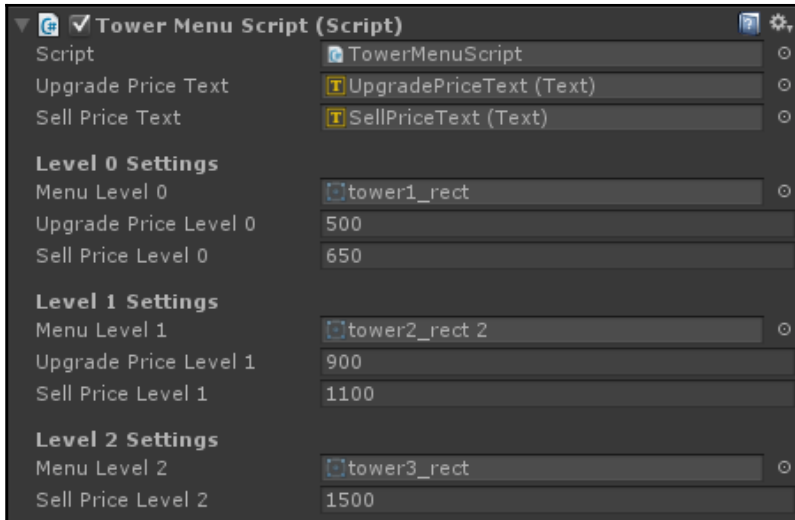 Tower Menu Script (Script)
Script TowerMenuScript
Upgrade Price Text UpgradePriceText (Text)
Sell Price Text SellPriceText (Text)
Level 0 Settings
Menu Level 0 tower1_rect
Upgrade Price Level 0 500
Sell Price Level 0 650
Level 1 Settings
Menu Level 1 tower2_rect 2
Upgrade Price Level 1 900
Sell Price Level 1 1100
Level 2 Settings
Menu Level 2 tower3_rect
Sell Price Level 2 1500